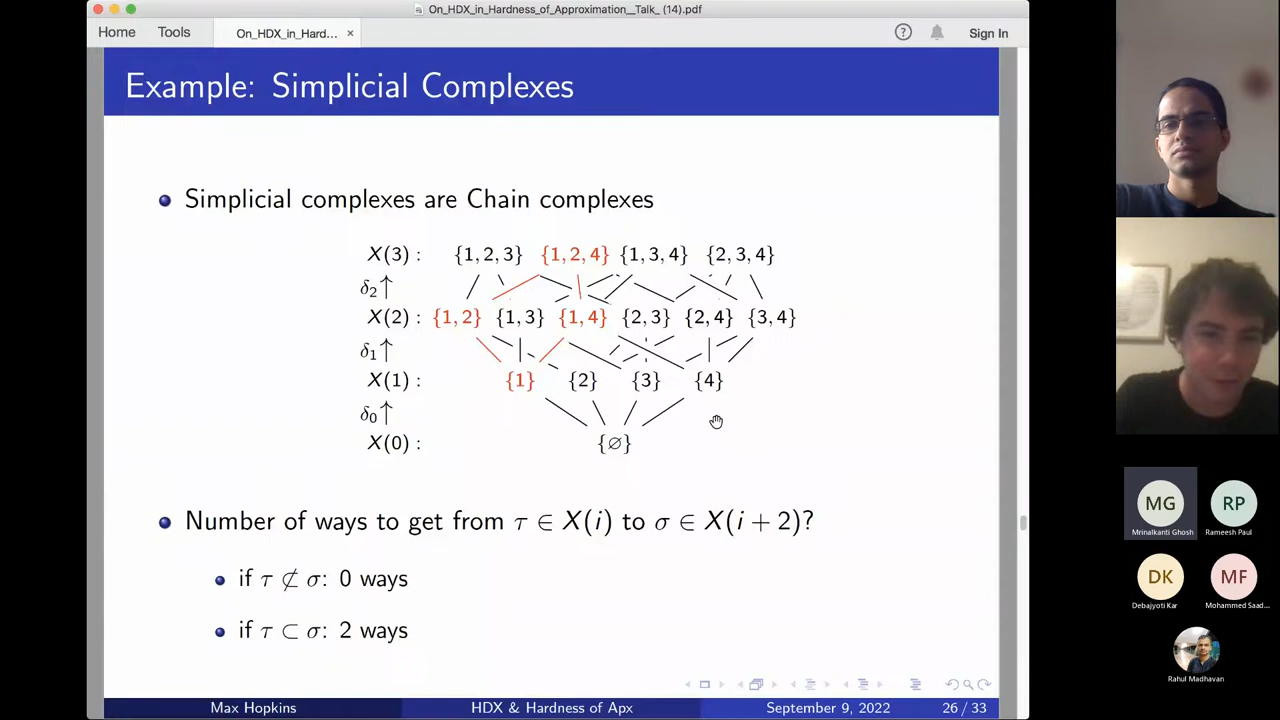 On_HDX_in_Hardness_of_Approximation__Talk_ (14).pdf
Home Tools On_HDX_in_Hard... × ? Sign In
Example: Simplicial Complexes
Simplicial complexes are Chain complexes
X(3) : {1, 2, 3} {1, 2, 4} {1, 3, 4} {2, 3, 4}
δ₂↑
X(2) : {1, 2} {1, 3} {1, 4} {2, 3} {2, 4} {3, 4}
δ₁↑
X(1) : {1} {2} {3} {4}
δ₀↑
X(0) : {∅}
Number of ways to get from τ ∈ X(i) to σ ∈ X(i + 2)?
if τ ⊄ σ: 0 ways
if τ ⊂ σ: 2 ways
Max Hopkins HDX & Hardness of Apx September 9, 2022 26 / 33
MG RP
Mrinalkanti Ghosh Rameesh Paul
DK MF
Debajyoti Kar Mohammed Saad...
Rahul Madhavan